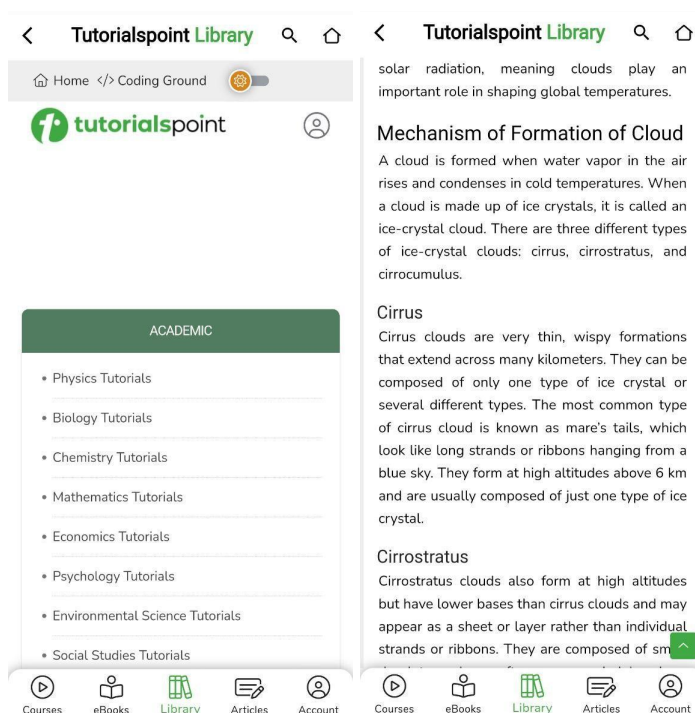 Tutorialspoint Library
Home </> Coding Ground
tutorialspoint
ACADEMIC
• Physics Tutorials
• Biology Tutorials
• Chemistry Tutorials
• Mathematics Tutorials
• Economics Tutorials
• Psychology Tutorials
• Environmental Science Tutorials
• Social Studies Tutorials
Courses eBooks Library Articles Account
Tutorialspoint Library
solar radiation, meaning clouds play an
important role in shaping global temperatures.
Mechanism of Formation of Cloud
A cloud is formed when water vapor in the air
rises and condenses in cold temperatures. When
a cloud is made up of ice crystals, it is called an
ice-crystal cloud. There are three different types
of ice-crystal clouds: cirrus, cirrostratus, and
cirrocumulus.
Cirrus
Cirrus clouds are very thin, wispy formations
that extend across many kilometers. They can be
composed of only one type of ice crystal or
several different types. The most common type
of cirrus cloud is known as mare's tails, which
look like long strands or ribbons hanging from a
blue sky. They form at high altitudes above 6 km
and are usually composed of just one type of ice
crystal.
Cirrostratus
Cirrostratus clouds also form at high altitudes
but have lower bases than cirrus clouds and may
appear as a sheet or layer rather than individual
strands or ribbons. They are composed of sm
Courses eBooks Library Articles Account